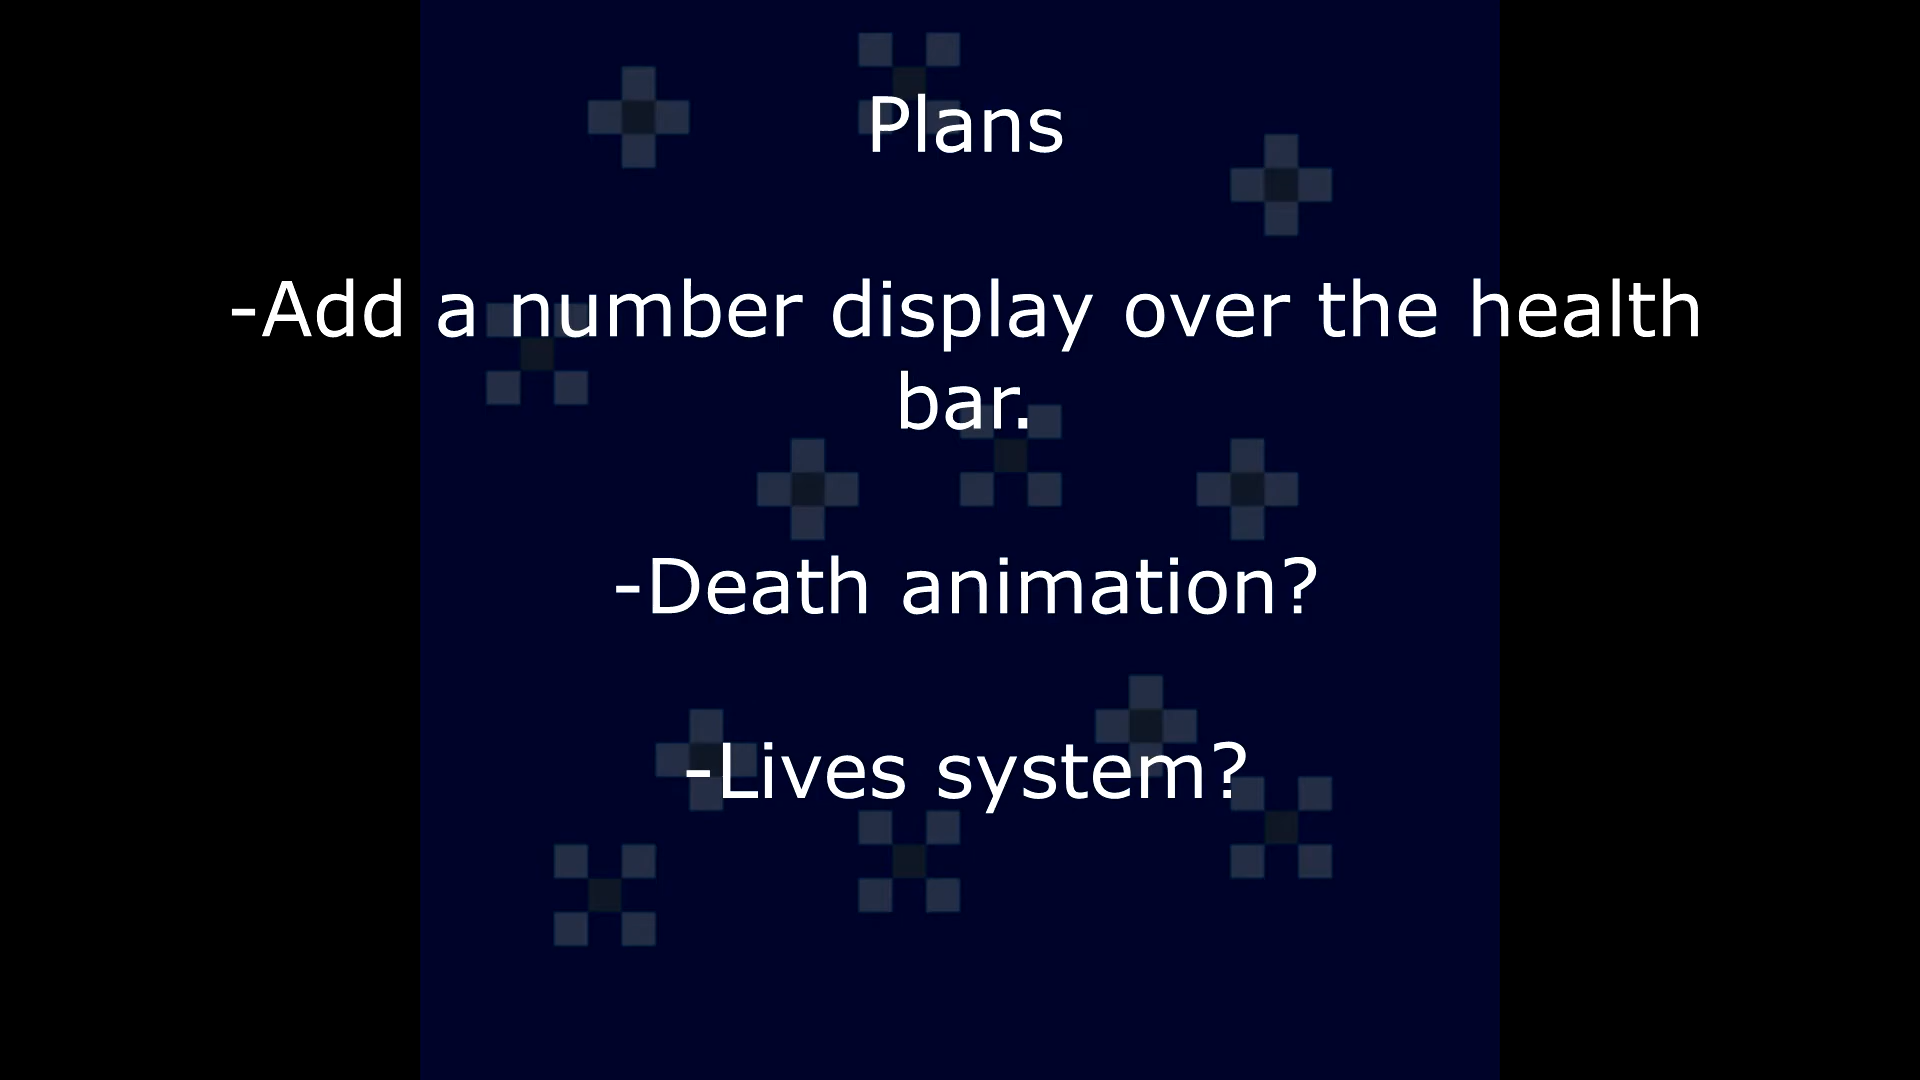 Plans
-Add a number display over the health
bar.
-Death animation?
-Lives system?